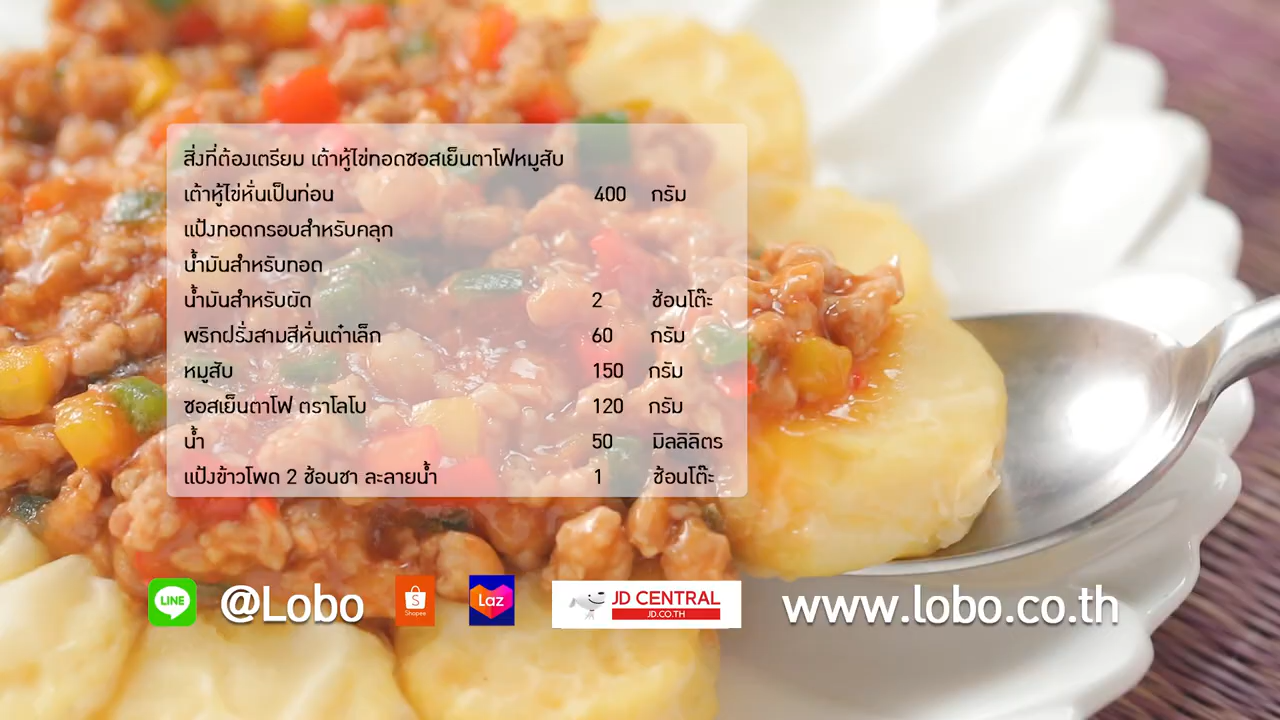 สิ่งที่ต้องเตรียม เต้าหู้ไข่ทอดซอสเย็นตาโฟหมูสับ
เต้าหู้ไข่หั่นเป็นท่อน 400 กรัม
แป้งทอดกรอบสำหรับคลุก
น้ำมันสำหรับทอด
น้ำมันสำหรับผัด 2 ช้อนโต๊ะ
พริกฝรั่งสามสีหั่นเต๋าเล็ก 60 กรัม
หมูสับ 150 กรัม
ซอสเย็นตาโฟ ตราโลโบ 120 กรัม
น้ำ 50 มิลลิลิตร
แป้งข้าวโพด 2 ช้อนชา ละลายน้ำ 1 ช้อนโต๊ะ
LINE @Lobo S Shopee Laz JD CENTRAL www.lobo.co.th
JD.CO.TH